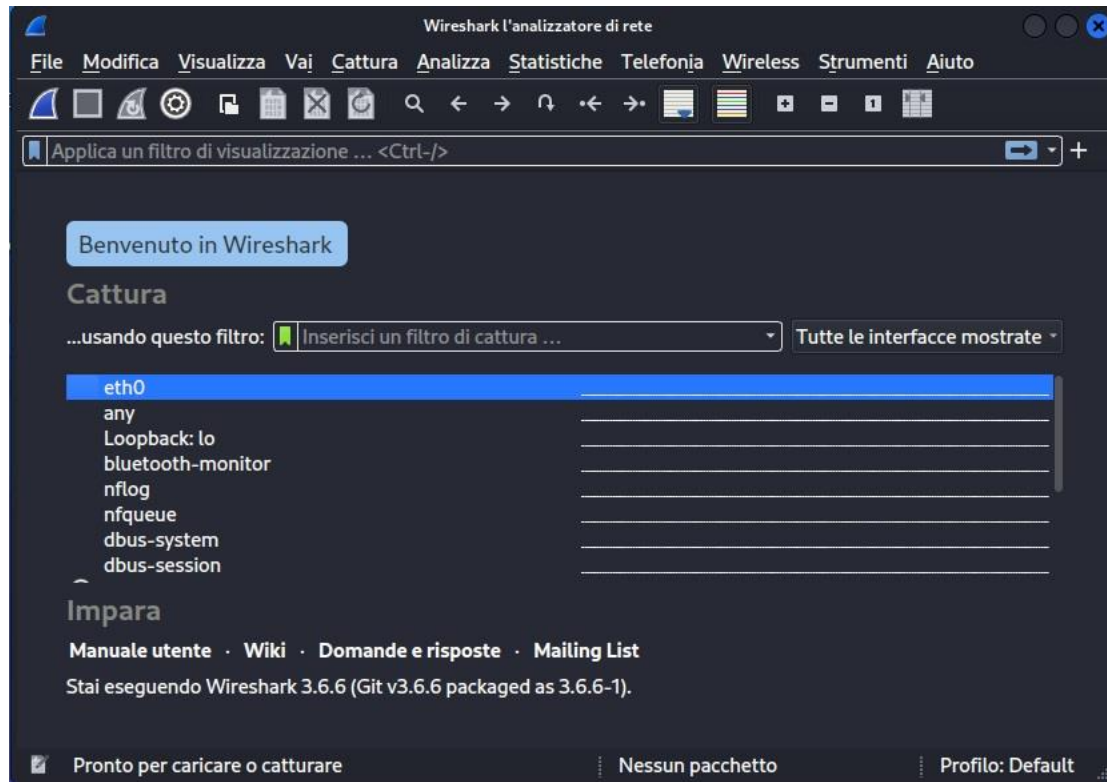 Wireshark l'analizzatore di rete
File Modifica Visualizza Vai Cattura Analizza Statistiche Telefonia Wireless Strumenti Aiuto
Applica un filtro di visualizzazione … <Ctrl-/>
Benvenuto in Wireshark
Cattura
...usando questo filtro: Inserisci un filtro di cattura … Tutte le interfacce mostrate
eth0
any
Loopback: lo
bluetooth-monitor
nflog
nfqueue
dbus-system
dbus-session
Impara
Manuale utente · Wiki · Domande e risposte · Mailing List
Stai eseguendo Wireshark 3.6.6 (Git v3.6.6 packaged as 3.6.6-1).
Pronto per caricare o catturare Nessun pacchetto Profilo: Default